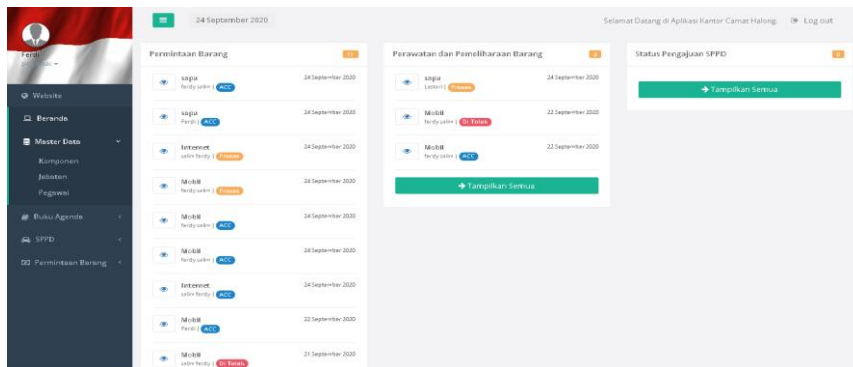 24 September 2020
Selamat Datang di Aplikasi Kantor Camat Halong.
Log out
Ferdi
Website
Beranda
Master Data
Komponen
Jabatan
Pegawai
Buku Agenda
SPPD
Permintaan Barang
Permintaan Barang
11
sapu
24 September 2020
ferdy salim | ACC
sapu
24 September 2020
Ferdi | ACC
Internet
24 September 2020
salim ferdy | Proses
Mobil
24 September 2020
ferdy salim | Proses
Mobil
24 September 2020
ferdy salim | ACC
Mobil
24 September 2020
ferdy salim | ACC
Internet
24 September 2020
salim ferdy | ACC
Mobil
22 September 2020
Ferdi | ACC
Mobil
21 September 2020
salim ferdy | Di Tolak
Perawatan dan Pemeliharaan Barang
sapu
24 September 2020
Lestari | Proses
Mobil
22 September 2020
ferdy salim | Di Tolak
Mobil
22 September 2020
ferdy salim | ACC
Tampilkan Semua
Status Pengajuan SPPD
0
Tampilkan Semua